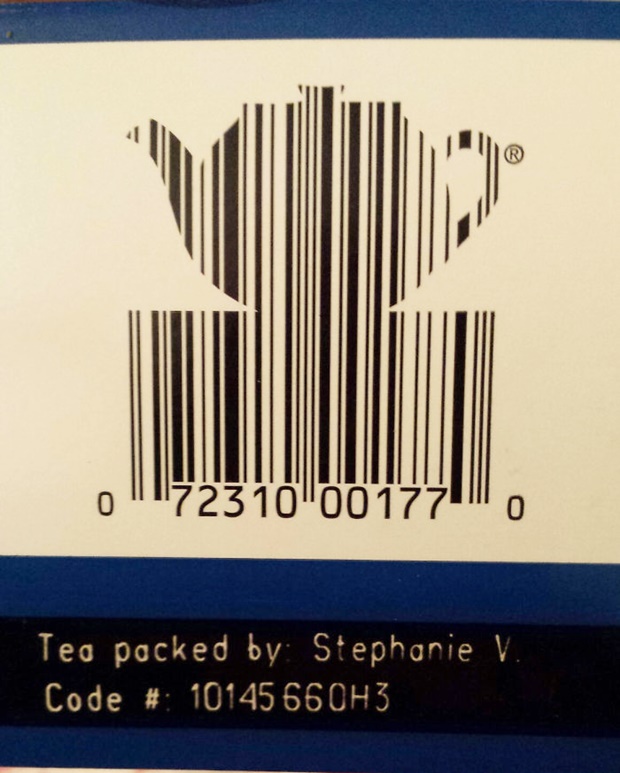 ®
0 72310 00177 0
Tea packed by: Stephanie V.
Code #: 10145660H3